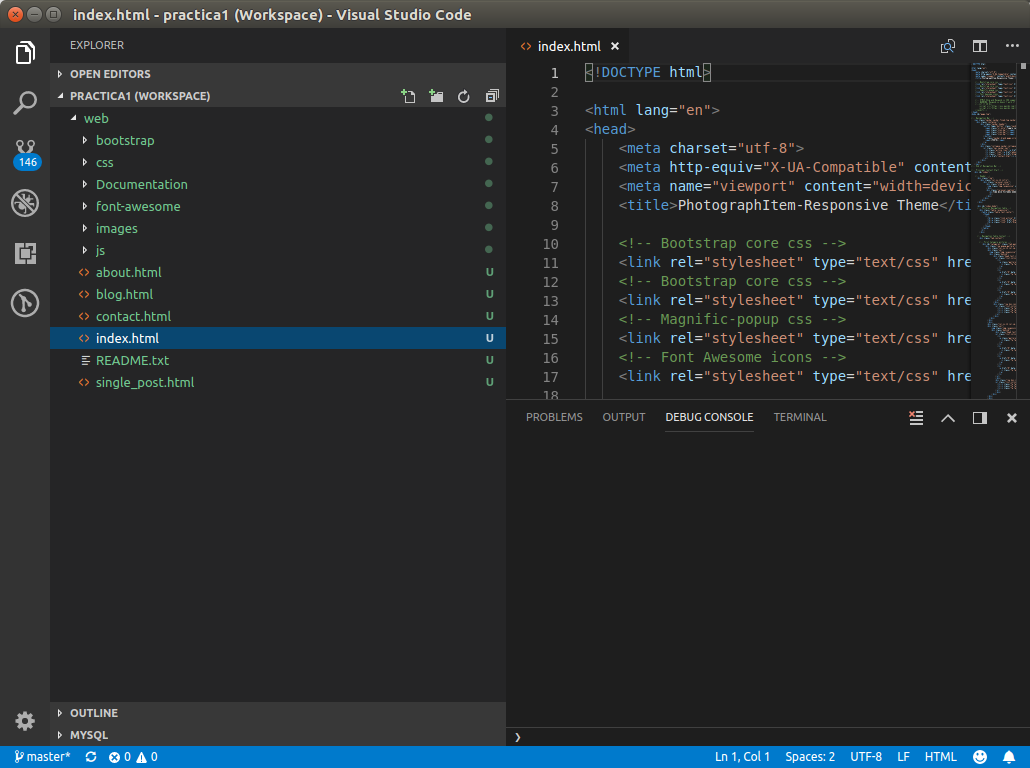 index.html - practica1 (Workspace) - Visual Studio Code
EXPLORER
OPEN EDITORS
PRACTICA1 (WORKSPACE)
web
bootstrap
css
Documentation
font-awesome
images
js
about.html U
blog.html U
contact.html U
index.html U
README.txt U
single_post.html U
OUTLINE
MYSQL
146
index.html
1 <!DOCTYPE html>
2
3 <html lang="en">
4 <head>
5 <meta charset="utf-8">
6 <meta http-equiv="X-UA-Compatible" content
7 <meta name="viewport" content="width=devic
8 <title>PhotographItem-Responsive Theme</ti
9
10 <!-- Bootstrap core css -->
11 <link rel="stylesheet" type="text/css" hre
12 <!-- Bootstrap core css -->
13 <link rel="stylesheet" type="text/css" hre
14 <!-- Magnific-popup css -->
15 <link rel="stylesheet" type="text/css" hre
16 <!-- Font Awesome icons -->
17 <link rel="stylesheet" type="text/css" hre
18
PROBLEMS OUTPUT DEBUG CONSOLE TERMINAL
master* 0 0 Ln 1, Col 1 Spaces: 2 UTF-8 LF HTML